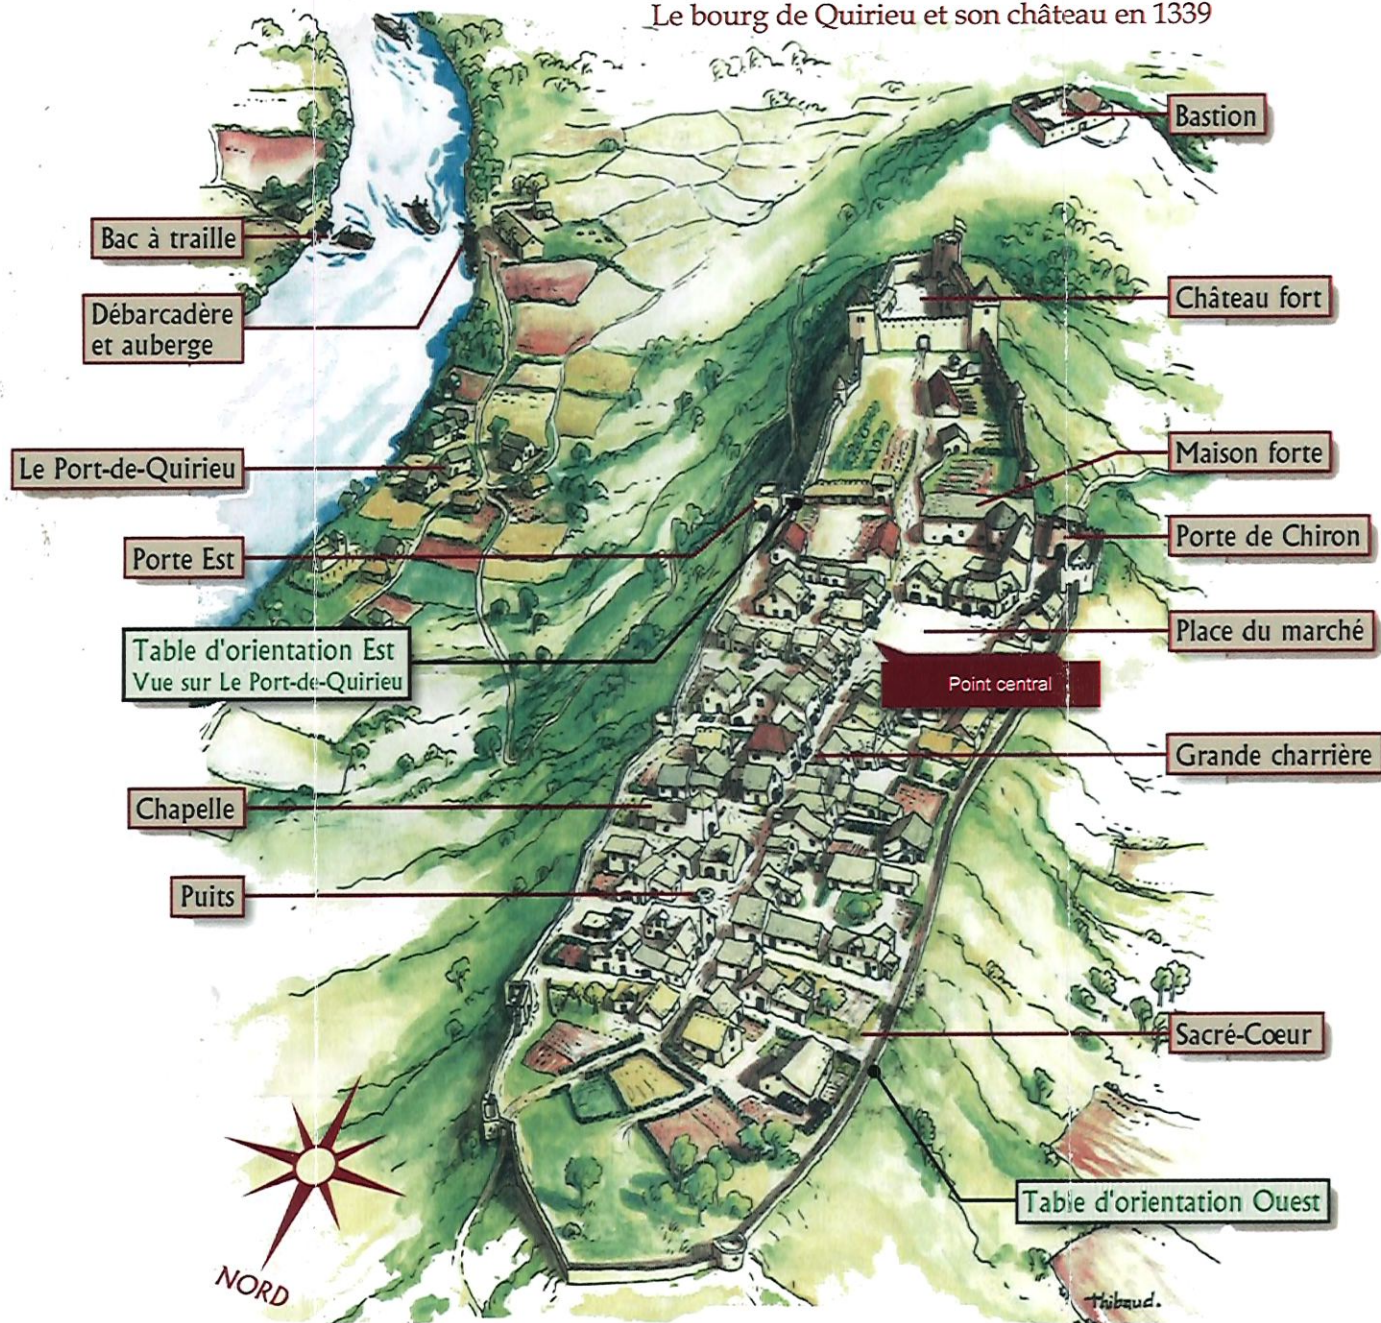 Le bourg de Quirieu et son château en 1339
Bastion
Bac à traille
Château fort
Débarcadère
et auberge
Maison forte
Le Port-de-Quirieu
Porte de Chiron
Porte Est
Place du marché
Table d'orientation Est
Vue sur Le Port-de-Quirieu
Point central
Grande charrière
Chapelle
Puits
Sacré-Cœur
Table d'orientation Ouest
NORD
Thibaud.